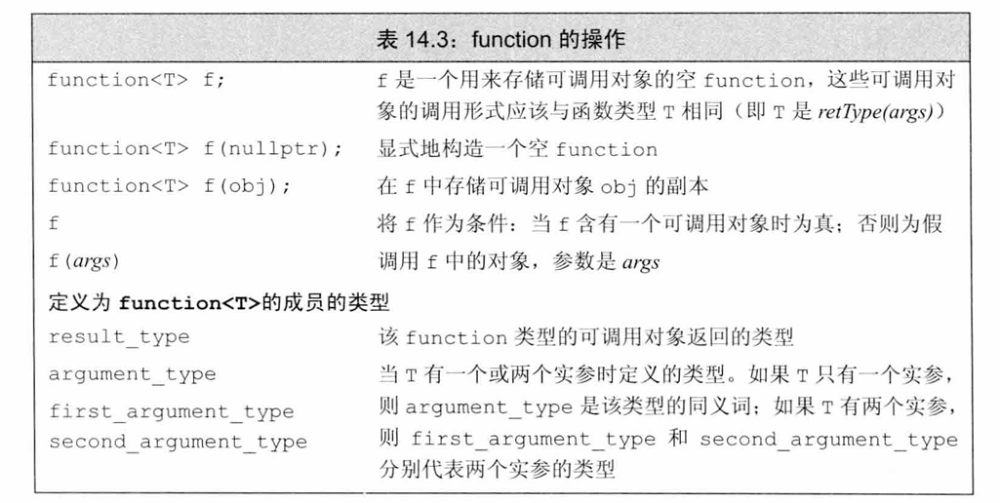 表 14.3：function 的操作
function<T> f; f 是一个用来存储可调用对象的空 function，这些可调用对
象的调用形式应该与函数类型 T 相同（即 T 是 retType(args)）
function<T> f(nullptr); 显式地构造一个空 function
function<T> f(obj); 在 f 中存储可调用对象 obj 的副本
f 将 f 作为条件：当 f 含有一个可调用对象时为真；否则为假
f(args) 调用 f 中的对象，参数是 args
定义为 function<T>的成员的类型
result_type 该 function 类型的可调用对象返回的类型
argument_type 当 T 有一个或两个实参时定义的类型。如果 T 只有一个实参，
first_argument_type 则 argument_type 是该类型的同义词；如果 T 有两个实参，
second_argument_type 则 first_argument_type 和 second_argument_type
分别代表两个实参的类型